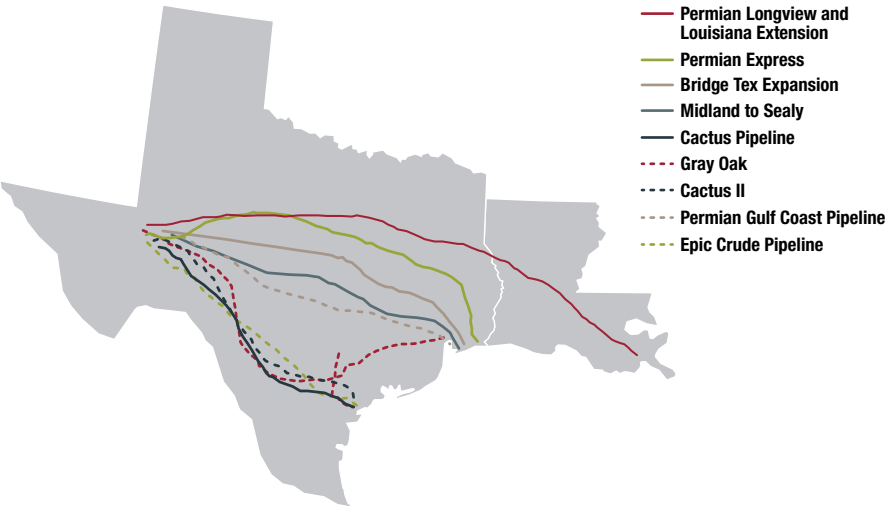 Permian Longview and
Louisiana Extension
Permian Express
Bridge Tex Expansion
Midland to Sealy
Cactus Pipeline
Gray Oak
Cactus II
Permian Gulf Coast Pipeline
Epic Crude Pipeline